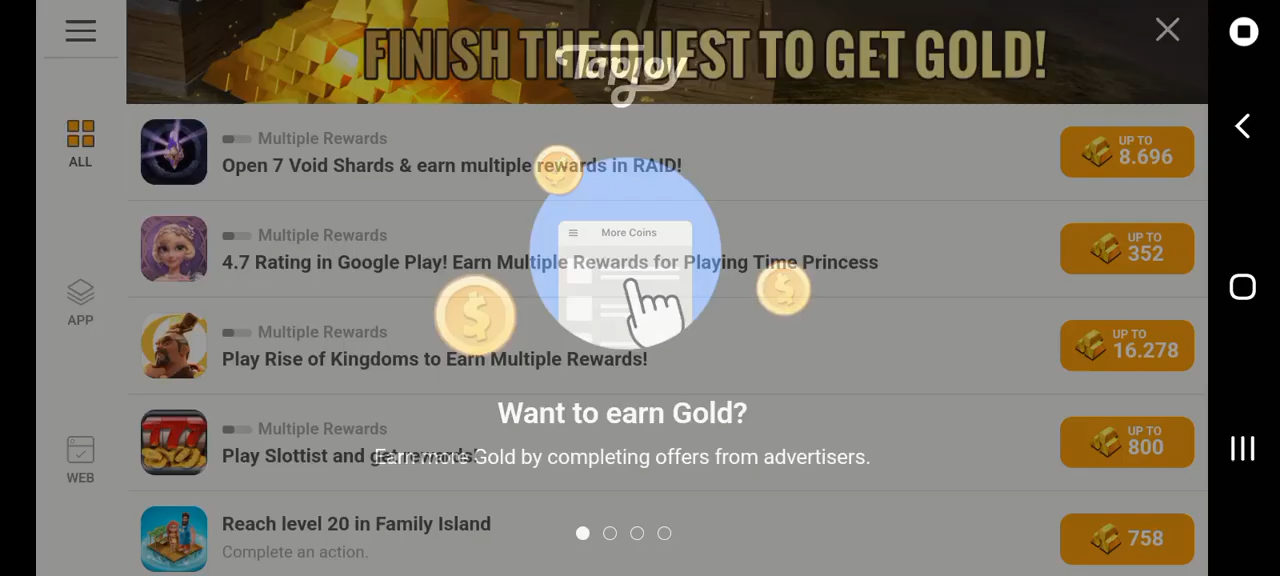 FINISH THE QUEST TO GET GOLD!
Tapjoy
ALL
APP
WEB
Multiple Rewards
Open 7 Void Shards & earn multiple rewards in RAID!
UP TO
8.696
Multiple Rewards
4.7 Rating in Google Play! Earn Multiple Rewards for Playing Time Princess
UP TO
352
More Coins
Multiple Rewards
Play Rise of Kingdoms to Earn Multiple Rewards!
UP TO
16.278
Want to earn Gold?
Multiple Rewards
Play Slottist and get rewards!
UP TO
800
777
Earn more Gold by completing offers from advertisers.
Reach level 20 in Family Island
Complete an action.
758